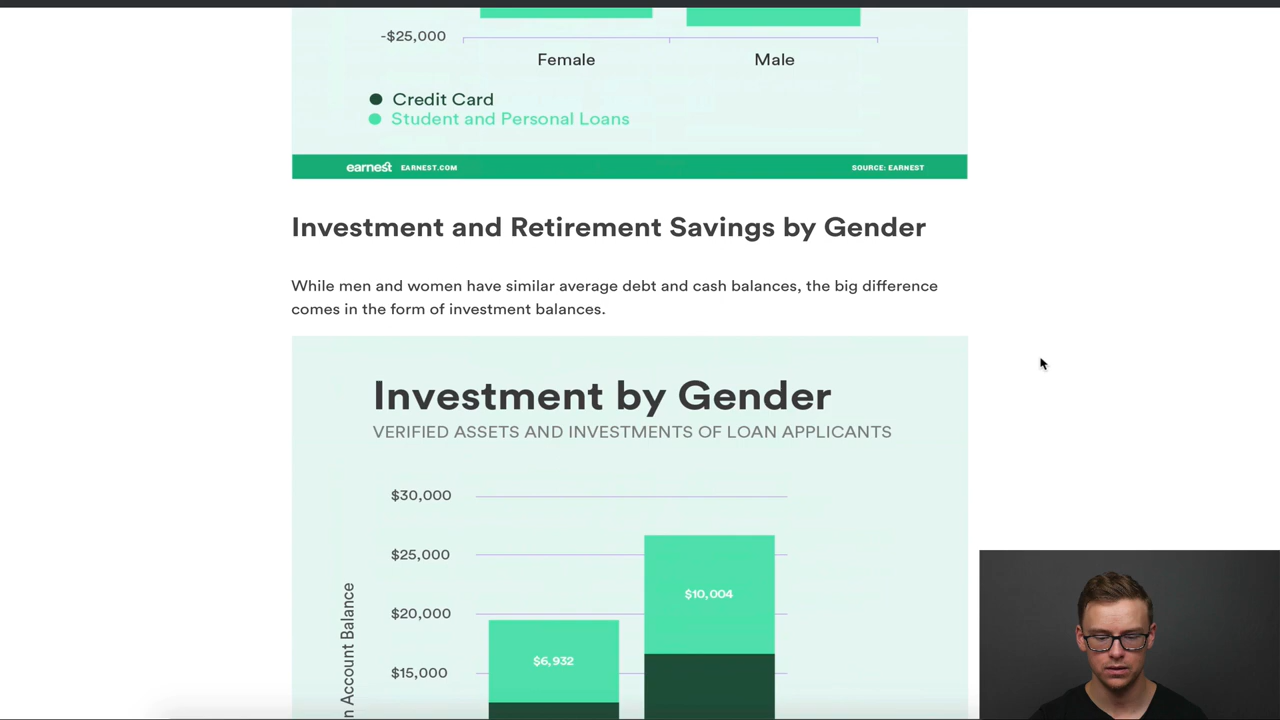 -$25,000
Female Male
Credit Card
Student and Personal Loans
earnest EARNEST.COM SOURCE: EARNEST
Investment and Retirement Savings by Gender
While men and women have similar average debt and cash balances, the big difference
comes in the form of investment balances.
Investment by Gender
VERIFIED ASSETS AND INVESTMENTS OF LOAN APPLICANTS
$30,000
$25,000
$10,004
$20,000
$6,932
$15,000
n Account Balance